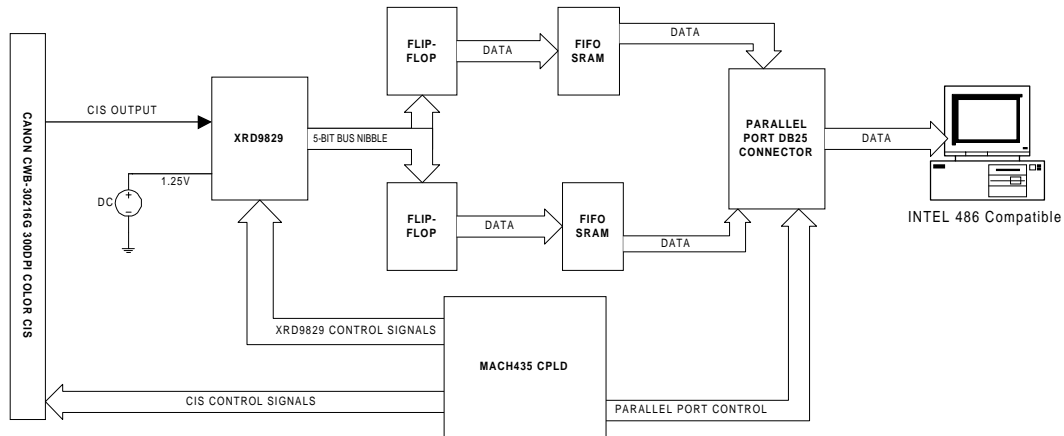 FLIP-
FLOP
DATA
FIFO
SRAM
DATA
CANON CWB-30216G 300DPI COLOR CIS
CIS OUTPUT
XRD9829
5-BIT BUS NIBBLE
PARALLEL
PORT DB25
CONNECTOR
DATA
INTEL 486 Compatible
1.25V
DC
+
–
FLIP-
FLOP
DATA
FIFO
SRAM
DATA
XRD9829 CONTROL SIGNALS
MACH435 CPLD
CIS CONTROL SIGNALS
PARALLEL PORT CONTROL